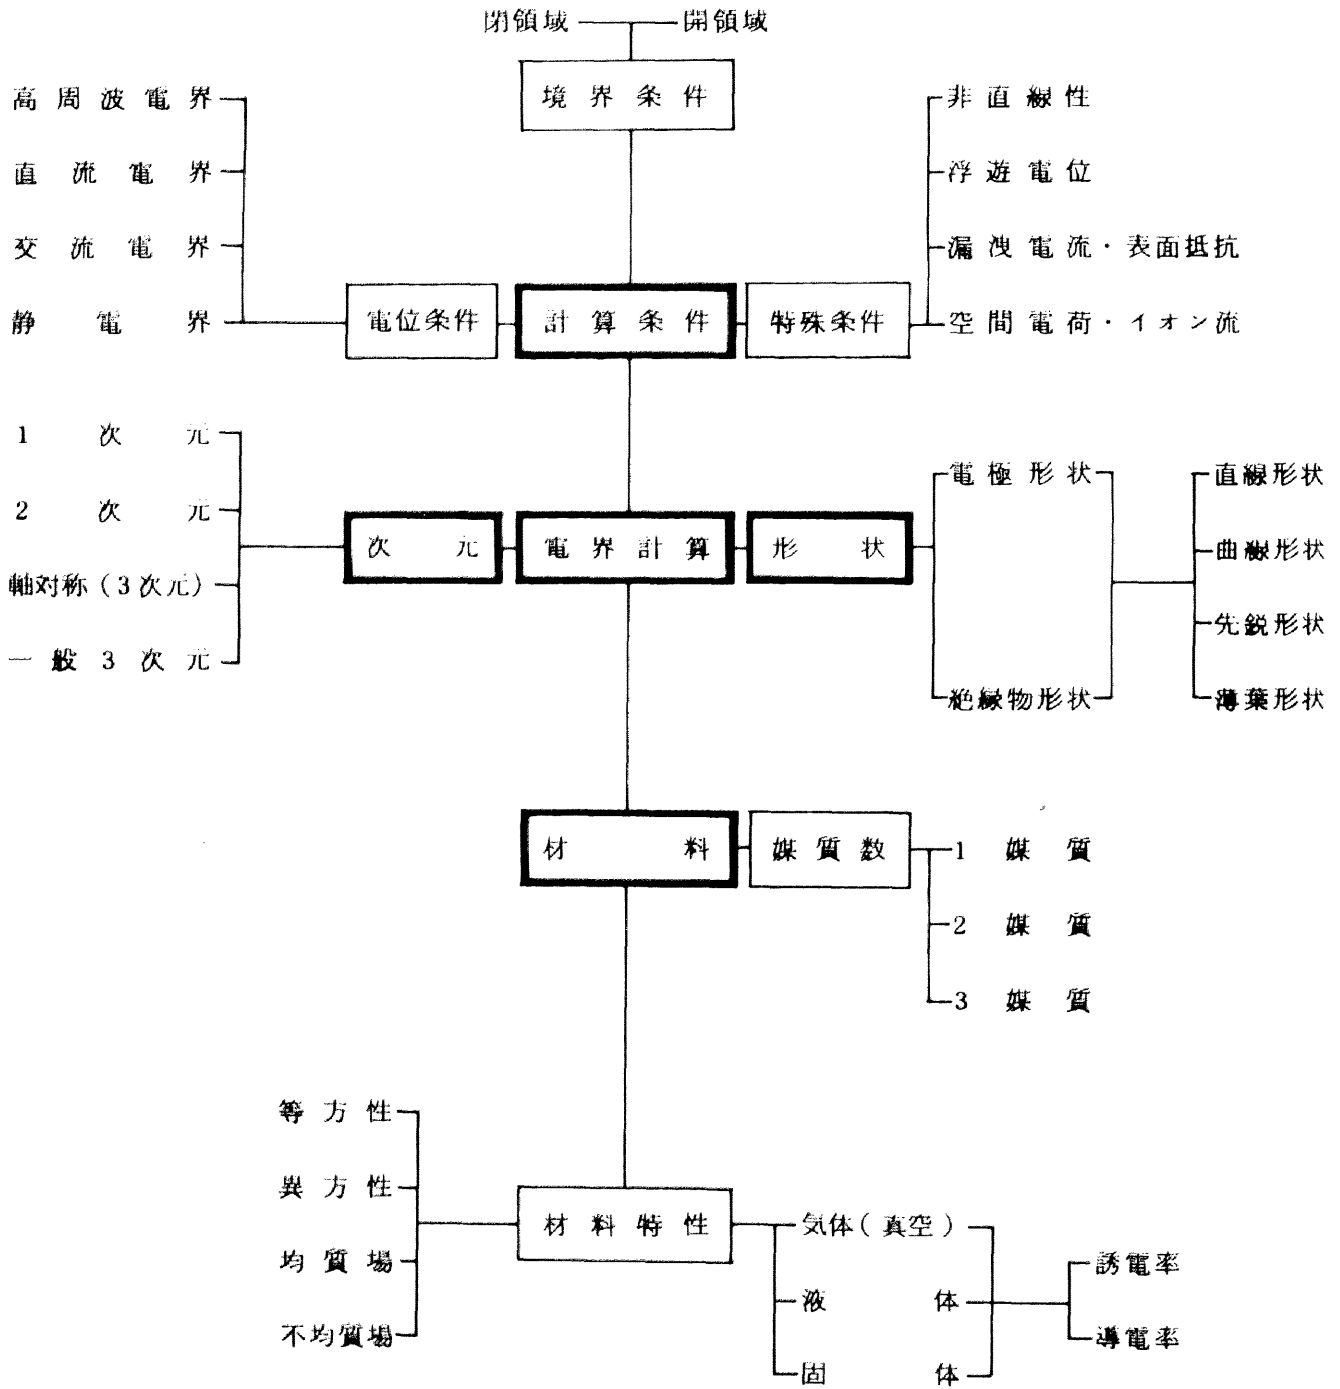 閉領域 開領域
高周波電界 境界条件 非直線性
直流電界 浮遊電位
交流電界 漏洩電流・表面抵抗
静電界 電位条件 計算条件 特殊条件 空間電荷・イオン流
1次元
電極形状 直線形状
2次元
次元 電界計算 形状 曲線形状
軸対称(3次元)
先鋭形状
一般3次元
絶縁物形状 薄葉形状
材料 媒質数 1媒質
2媒質
3媒質
等方性
異方性
材料特性 気体(真空)
均質場 誘電率
液体
不均質場 導電率
固体